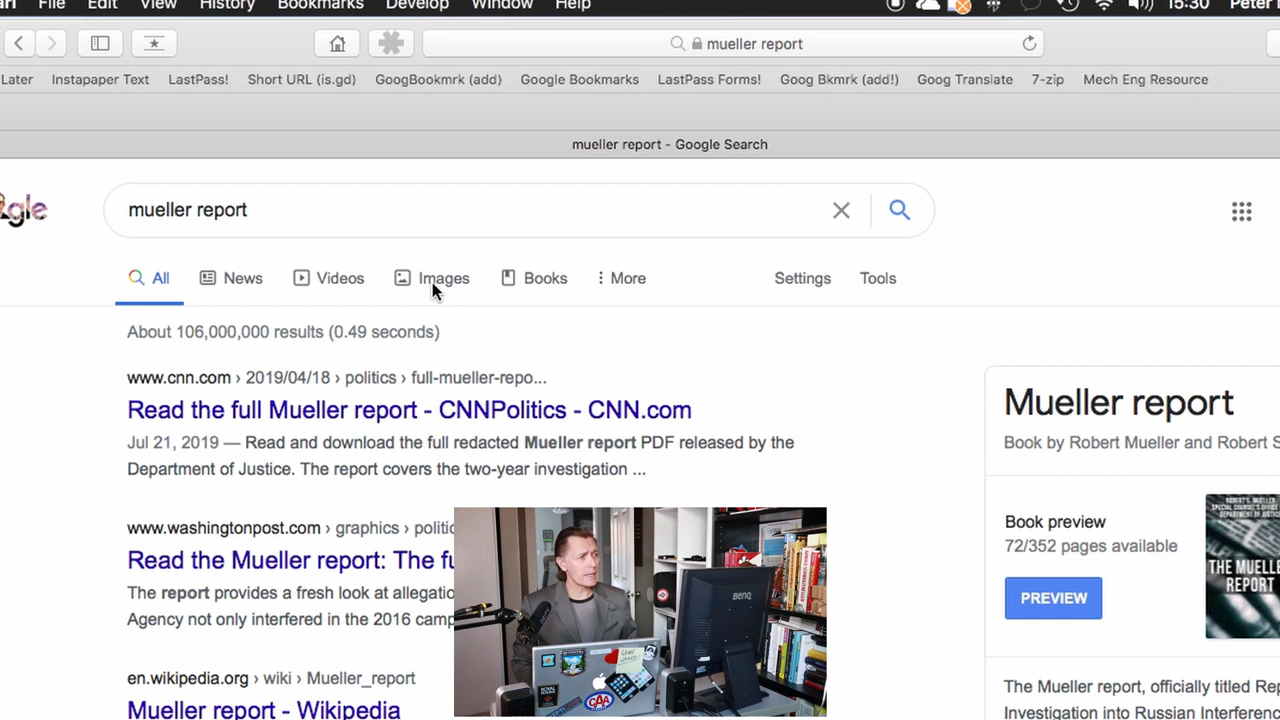 File Edit View History Bookmarks Develop Window Help 15:30 Peter
mueller report
Later Instapaper Text LastPass! Short URL (is.gd) GoogBookmrk (add) Google Bookmarks LastPass Forms! Goog Bkmrk (add!) Goog Translate 7-zip Mech Eng Resource
mueller report - Google Search
gle
mueller report
All News Videos Images Books More Settings Tools
About 106,000,000 results (0.49 seconds)
www.cnn.com › 2019/04/18 › politics › full-mueller-repo...
Read the full Mueller report - CNNPolitics - CNN.com
Jul 21, 2019 — Read and download the full redacted Mueller report PDF released by the
Department of Justice. The report covers the two-year investigation ...
www.washingtonpost.com › graphics › politic
Read the Mueller report: The fu
The report provides a fresh look at allegatio
Agency not only interfered in the 2016 camp
en.wikipedia.org › wiki › Mueller_report
Mueller report - Wikipedia
Mueller report
Book by Robert Mueller and Robert S
Book preview
72/352 pages available
PREVIEW
THE MUELLE
REPORT
The Mueller report, officially titled Rep
Investigation into Russian Interferenc
BENQ
CAA